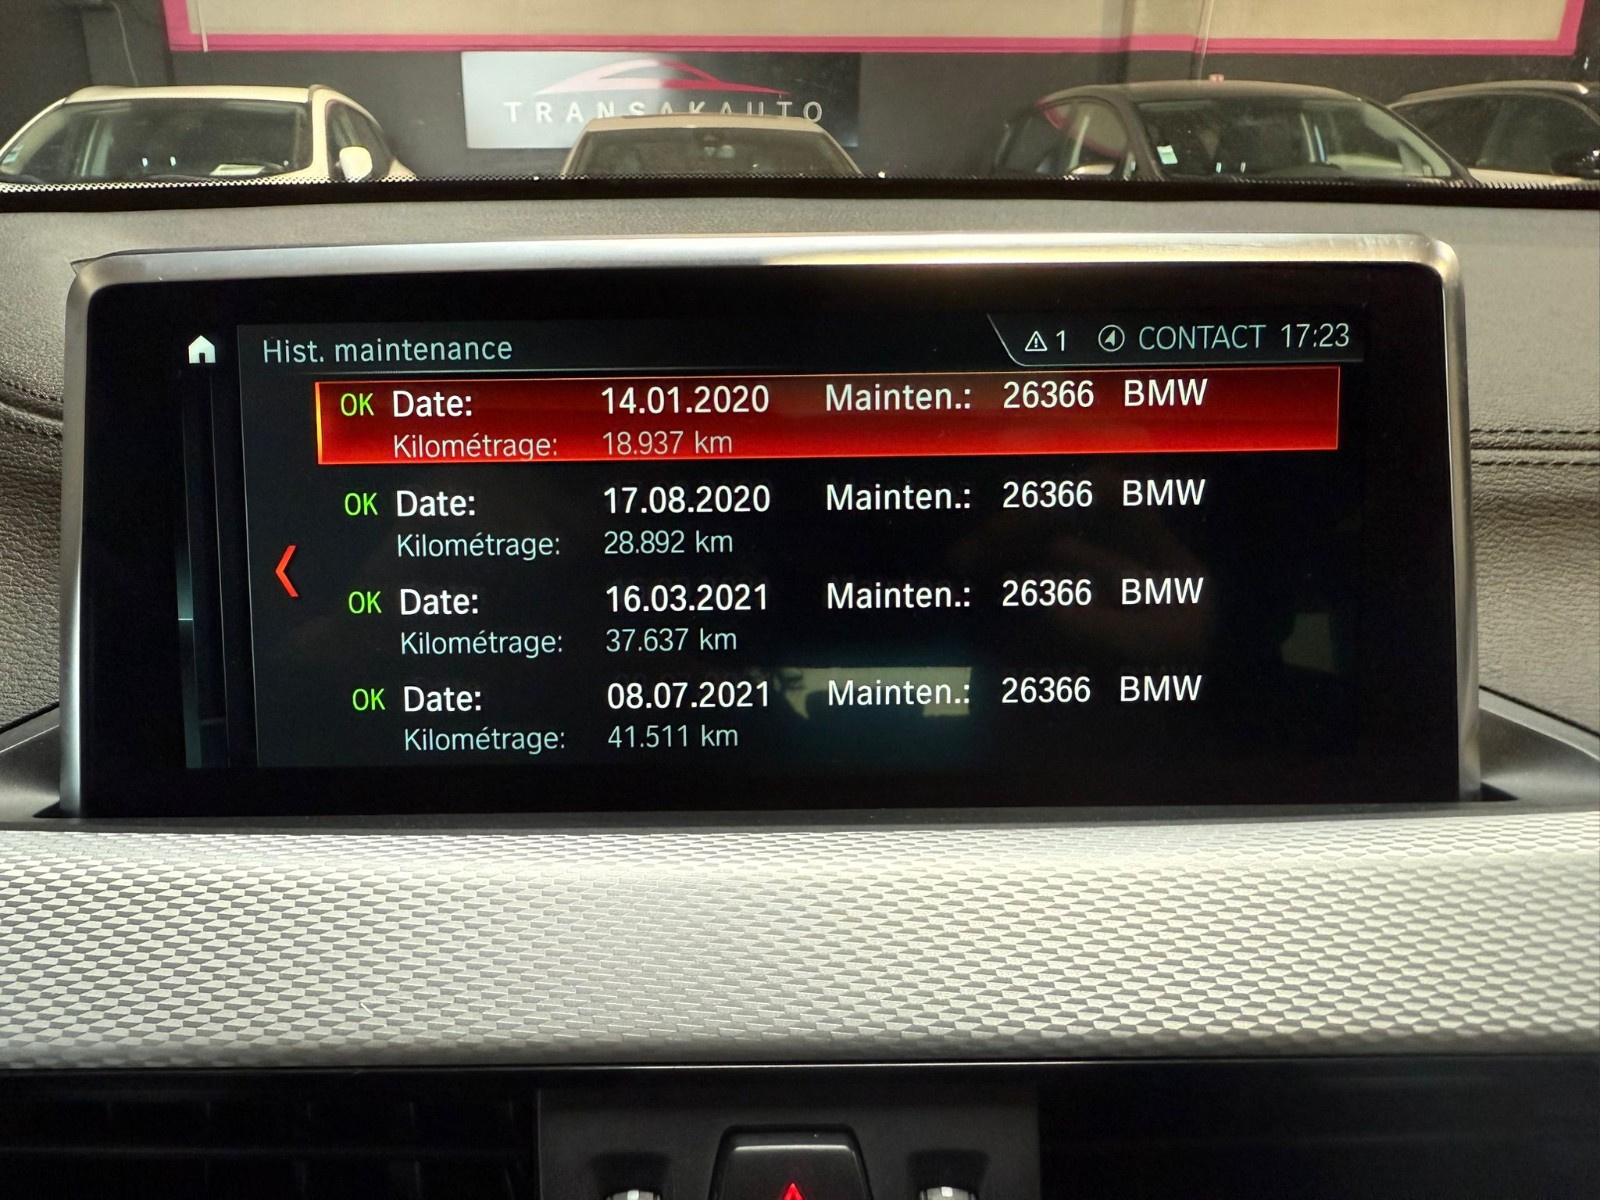 TRANSAKAUTO
Hist. maintenance
1 CONTACT 17:23
OK Date: 14.01.2020 Mainten.: 26366 BMW
Kilométrage: 18.937 km
OK Date: 17.08.2020 Mainten.: 26366 BMW
Kilométrage: 28.892 km
OK Date: 16.03.2021 Mainten.: 26366 BMW
Kilométrage: 37.637 km
OK Date: 08.07.2021 Mainten.: 26366 BMW
Kilométrage: 41.511 km